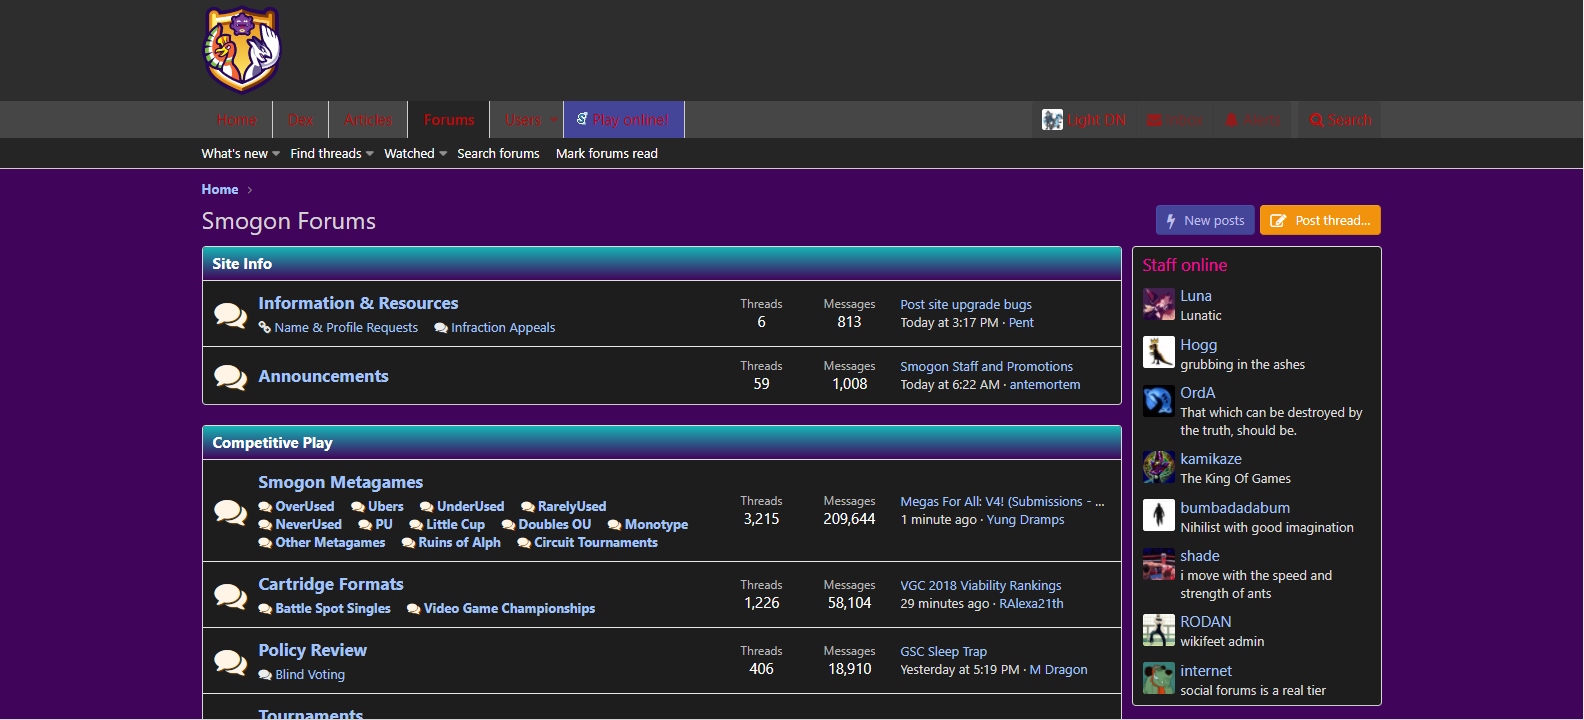 Home Dex Articles Forums Users Play online! Light DN Inbox Alerts Search
What's new Find threads Watched Search forums Mark forums read
Home
Smogon Forums
New posts Post thread...
Site Info
Information & Resources
Name & Profile Requests Infraction Appeals
Threads
6
Messages
813
Post site upgrade bugs
Today at 3:17 PM · Pent
Announcements
Threads
59
Messages
1,008
Smogon Staff and Promotions
Today at 6:22 AM · antemortem
Competitive Play
Smogon Metagames
OverUsed Ubers UnderUsed RarelyUsed
NeverUsed PU Little Cup Doubles OU Monotype
Other Metagames Ruins of Alph Circuit Tournaments
Threads
3,215
Messages
209,644
Megas For All: V4! (Submissions - ...
1 minute ago · Yung Dramps
Cartridge Formats
Battle Spot Singles Video Game Championships
Threads
1,226
Messages
58,104
VGC 2018 Viability Rankings
29 minutes ago · RAlexa21th
Policy Review
Blind Voting
Threads
406
Messages
18,910
GSC Sleep Trap
Yesterday at 5:19 PM · M Dragon
Tournaments
Staff online
Luna
Lunatic
Hogg
grubbing in the ashes
OrdA
That which can be destroyed by
the truth, should be.
kamikaze
The King Of Games
bumbadadabum
Nihilist with good imagination
shade
i move with the speed and
strength of ants
RODAN
wikifeet admin
internet
social forums is a real tier